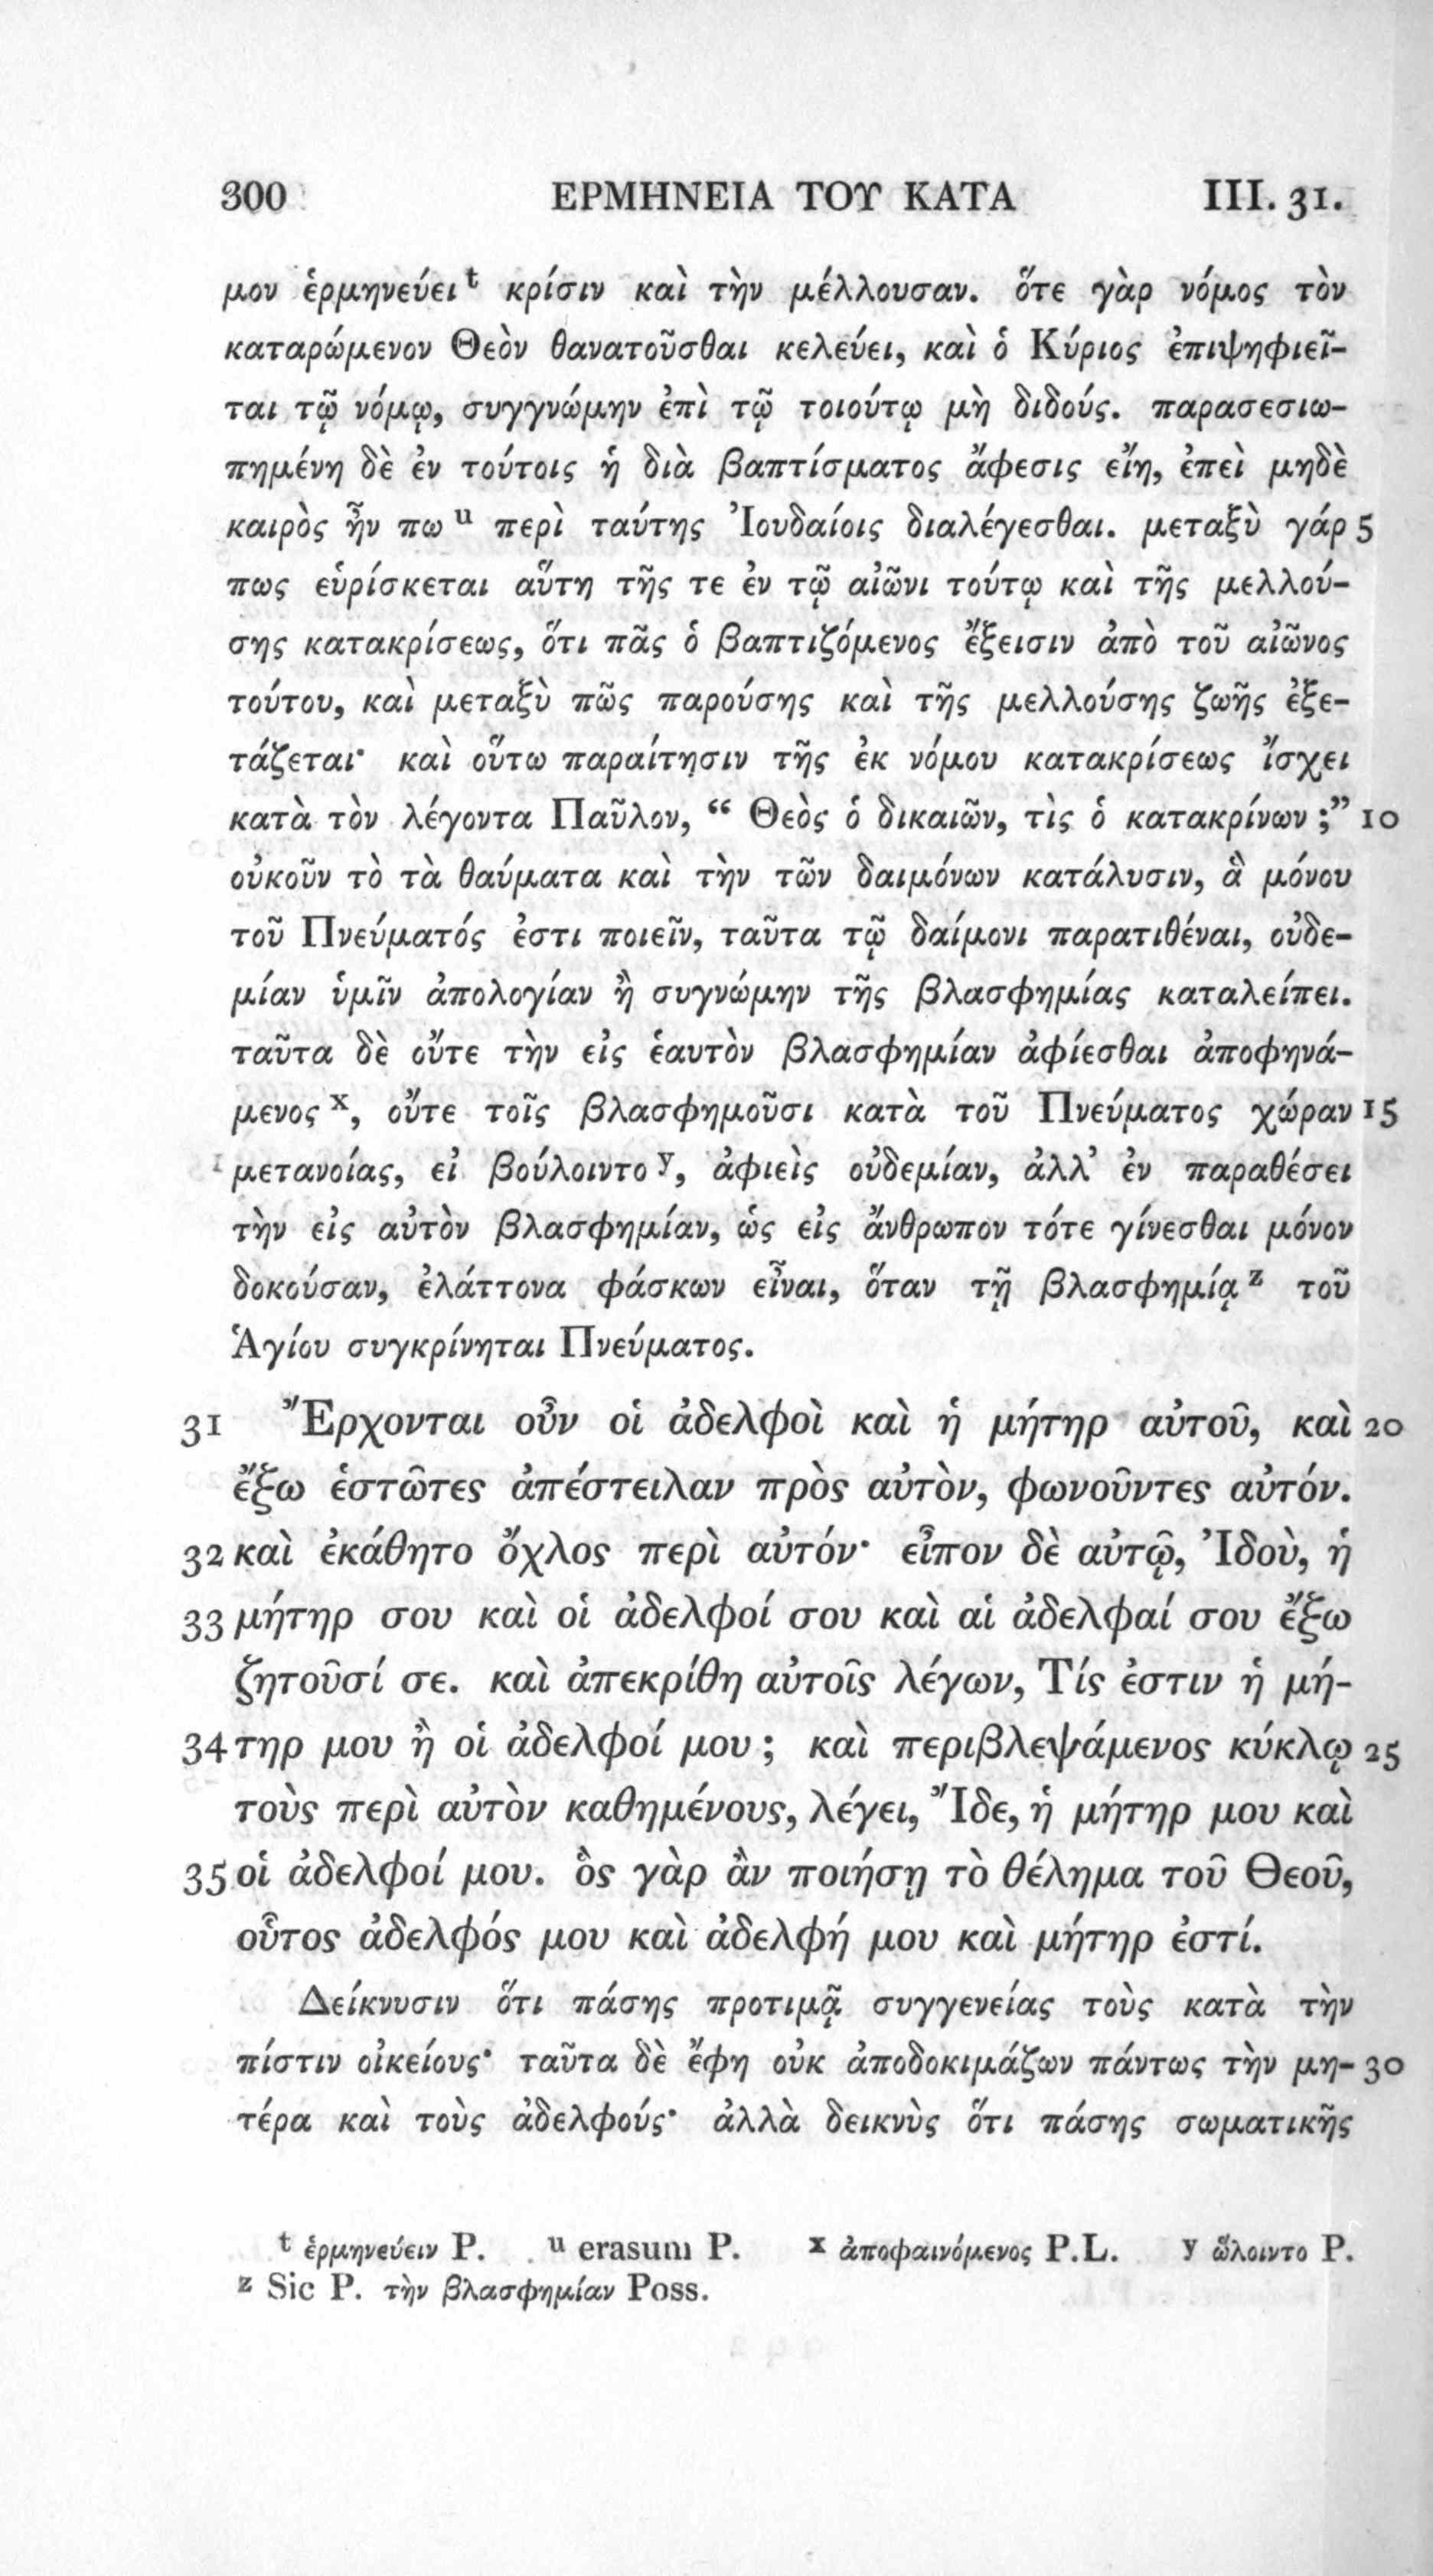 300 ΕΡΜΗΝΕΙΑ ΤΟΥ ΚΑΤΑ III. 31.
μον ἑρμηνεύει t κρίσιν καὶ τὴν μέλλουσαν. ὅτε γὰρ νόμος τὸν
καταρώμενον Θεὸν θανατοῦσθαι κελεύει, καὶ ὁ Κύριος ἐπιψηφιεῖ-
ται τῷ νόμῳ, συγγνώμην ἐπὶ τῷ τοιούτῳ μὴ διδούς. παρασεσιω-
πημένη δὲ ἐν τούτοις ἡ διὰ βαπτίσματος ἄφεσις εἴη, ἐπεὶ μηδὲ
καιρὸς ἦν πω u περὶ ταύτης Ἰουδαίοις διαλέγεσθαι. μεταξὺ γάρ 5
πως εὑρίσκεται αὕτη τῆς τε ἐν τῷ αἰῶνι τούτῳ καὶ τῆς μελλού-
σης κατακρίσεως, ὅτι πᾶς ὁ βαπτιζόμενος ἔξεισιν ἀπὸ τοῦ αἰῶνος
τούτου, καὶ μεταξὺ πῶς παρούσης καὶ τῆς μελλούσης ζωῆς ἐξε-
τάζεται· καὶ οὕτω παραίτησιν τῆς ἐκ νόμου κατακρίσεως ἴσχει
κατὰ τὸν λέγοντα Παῦλον, “ Θεὸς ὁ δικαιῶν, τὶς ὁ κατακρίνων ;” 10
οὐκοῦν τὸ τὰ θαύματα καὶ τὴν τῶν δαιμόνων κατάλυσιν, ἃ μόνου
τοῦ Πνεύματός ἐστι ποιεῖν, ταῦτα τῷ δαίμονι παρατιθέναι, οὐδε-
μίαν ὑμῖν ἀπολογίαν ἢ συγνώμην τῆς βλασφημίας καταλείπει.
ταῦτα δὲ οὔτε τὴν εἰς ἑαυτὸν βλασφημίαν ἀφίεσθαι ἀποφηνά-
μενος x, οὔτε τοῖς βλασφημοῦσι κατὰ τοῦ Πνεύματος χώραν 15
μετανοίας, εἰ βούλοιντο y, ἀφιεὶς οὐδεμίαν, ἀλλ’ ἐν παραθέσει
τὴν εἰς αὐτὸν βλασφημίαν, ὡς εἰς ἄνθρωπον τότε γίνεσθαι μόνον
δοκούσαν, ἐλάττονα φάσκων εἶναι, ὅταν τῇ βλασφημίᾳ z τοῦ
Ἁγίου συγκρίνηται Πνεύματος.
31 Ἔρχονται οὖν οἱ ἀδελφοὶ καὶ ἡ μήτηρ αὐτοῦ, καὶ 20
ἔξω ἑστῶτες ἀπέστειλαν πρὸς αὐτὸν, φωνοῦντες αὐτόν.
32 καὶ ἐκάθητο ὄχλος περὶ αὐτόν· εἶπον δὲ αὐτῷ, Ἰδοὺ, ἡ
33 μήτηρ σου καὶ οἱ ἀδελφοί σου καὶ αἱ ἀδελφαί σου ἔξω
ζητοῦσί σε. καὶ ἀπεκρίθη αὐτοῖς λέγων, Τίς ἐστιν ἡ μή-
34 τηρ μου ἢ οἱ ἀδελφοί μου ; καὶ περιβλεψάμενος κύκλῳ 25
τοὺς περὶ αὐτὸν καθημένους, λέγει, Ἴδε, ἡ μήτηρ μου καὶ
35 οἱ ἀδελφοί μου. ὃς γὰρ ἂν ποιήσῃ τὸ θέλημα τοῦ Θεοῦ,
οὗτος ἀδελφός μου καὶ ἀδελφή μου καὶ μήτηρ ἐστί.
Δείκνυσιν ὅτι πάσης προτιμᾷ συγγενείας τοὺς κατὰ τὴν
πίστιν οἰκείους· ταῦτα δὲ ἔφη οὐκ ἀποδοκιμάζων πάντως τὴν μη- 30
τέρα καὶ τοὺς ἀδελφούς· ἀλλὰ δεικνὺς ὅτι πάσης σωματικῆς
t ἑρμηνεύειν P. u erasum P. x ἀποφαινόμενος P.L. y ᾤλοιντο P.
z Sic P. τὴν βλασφημίαν Poss.